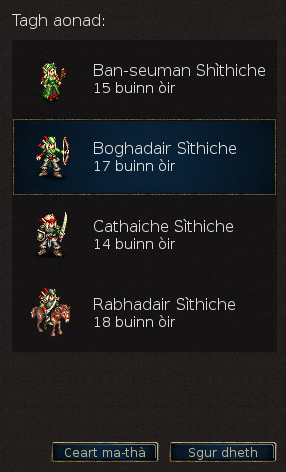 Tagh aonad:
Ban-seuman Shìthiche
15 buinn òir
Boghadair Sìthiche
17 buinn òir
Cathaiche Sìthiche
14 buinn òir
Rabhadair Sìthiche
18 buinn òir
Ceart ma-thà
Sgur dheth